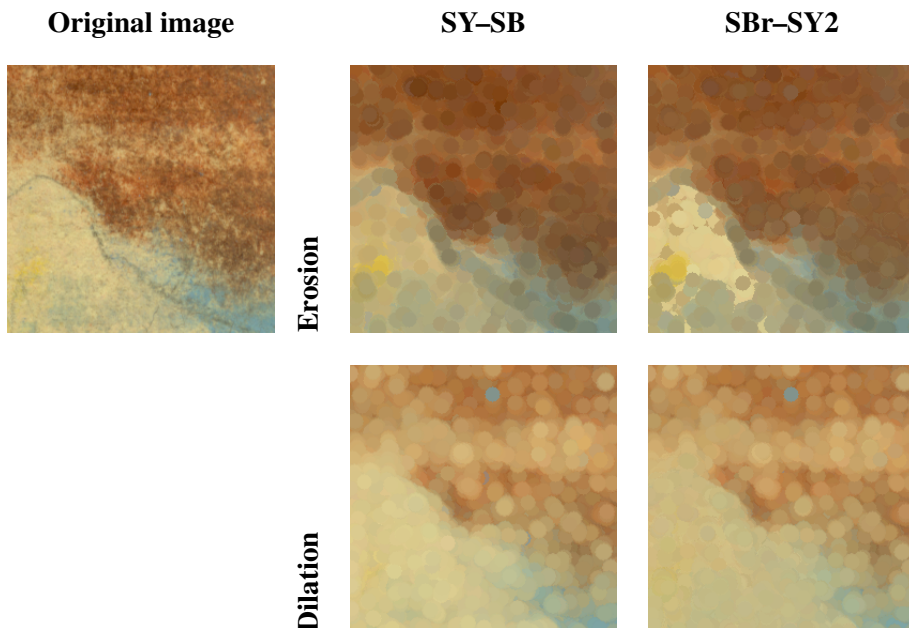 Original image
SY–SB
SBr–SY2
Erosion
Dilation